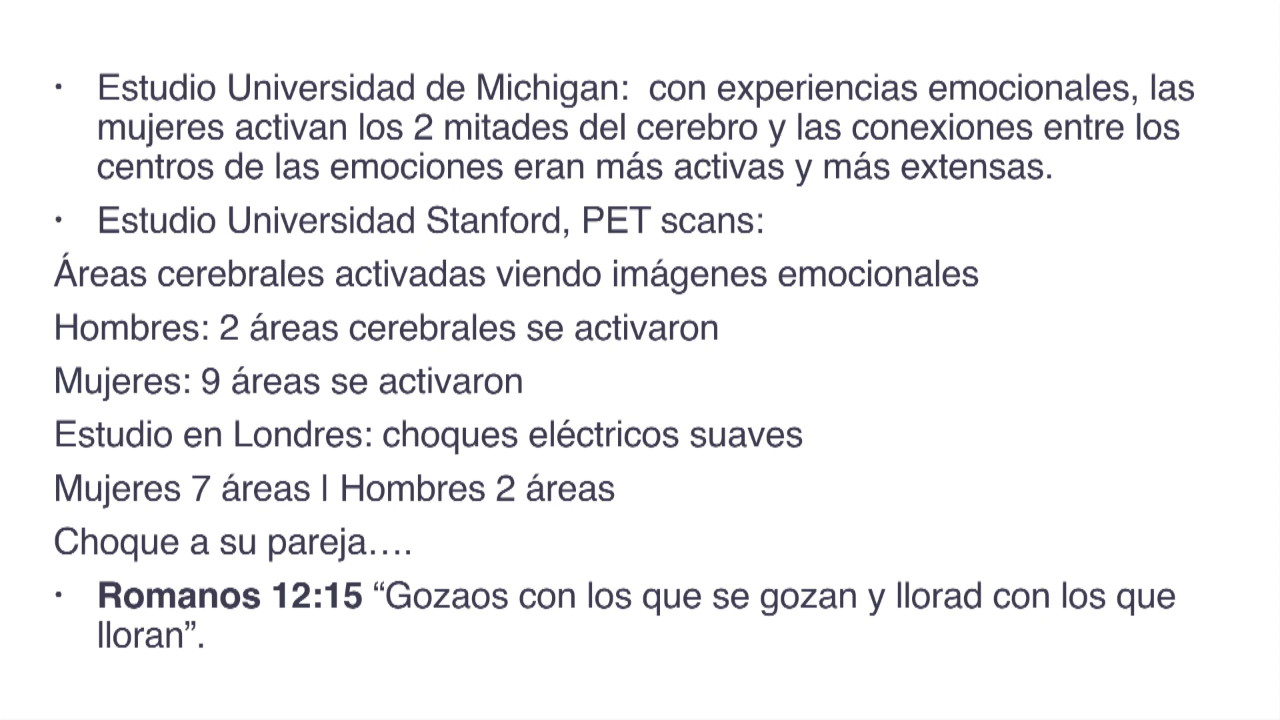 · Estudio Universidad de Michigan:  con experiencias emocionales, las
mujeres activan los 2 mitades del cerebro y las conexiones entre los
centros de las emociones eran más activas y más extensas.
· Estudio Universidad Stanford, PET scans:
Áreas cerebrales activadas viendo imágenes emocionales
Hombres: 2 áreas cerebrales se activaron
Mujeres: 9 áreas se activaron
Estudio en Londres: choques eléctricos suaves
Mujeres 7 áreas | Hombres 2 áreas
Choque a su pareja….
· Romanos 12:15 “Gozaos con los que se gozan y llorad con los que
lloran”.